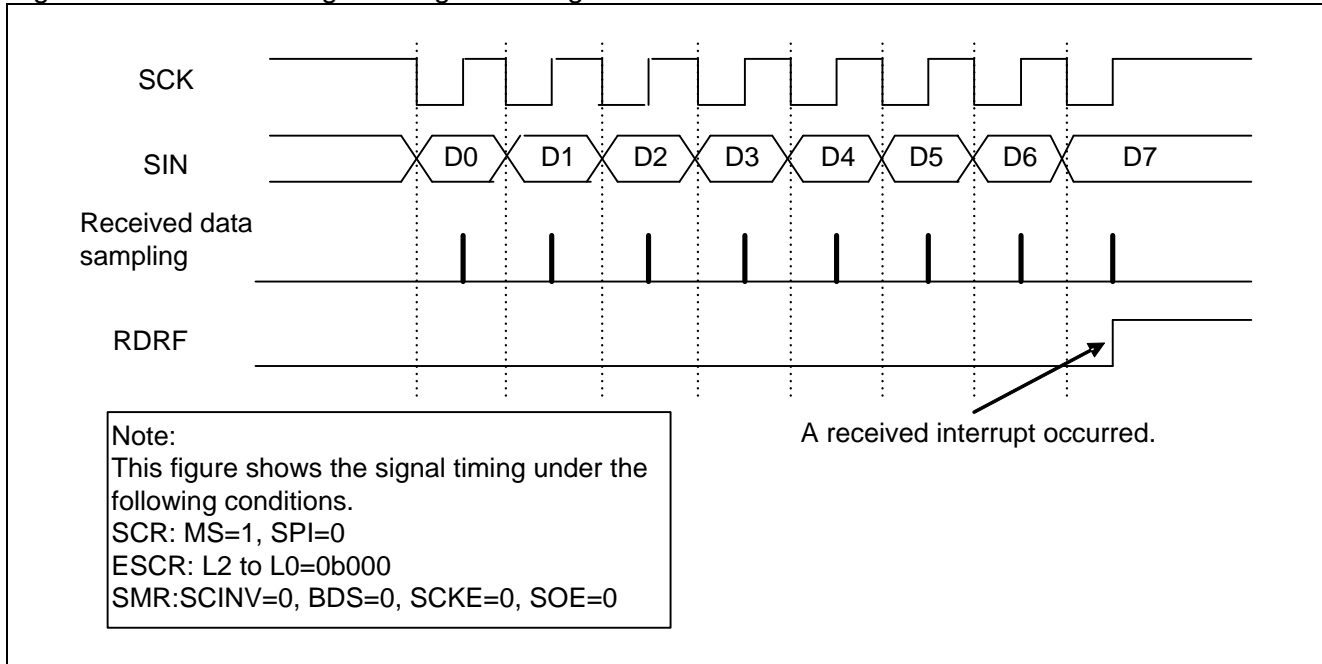 SCK
SIN
D0 D1 D2 D3 D4 D5 D6 D7
Received data
sampling
RDRF
A received interrupt occurred.
Note:
This figure shows the signal timing under the
following conditions.
SCR: MS=1, SPI=0
ESCR: L2 to L0=0b000
SMR:SCINV=0, BDS=0, SCKE=0, SOE=0